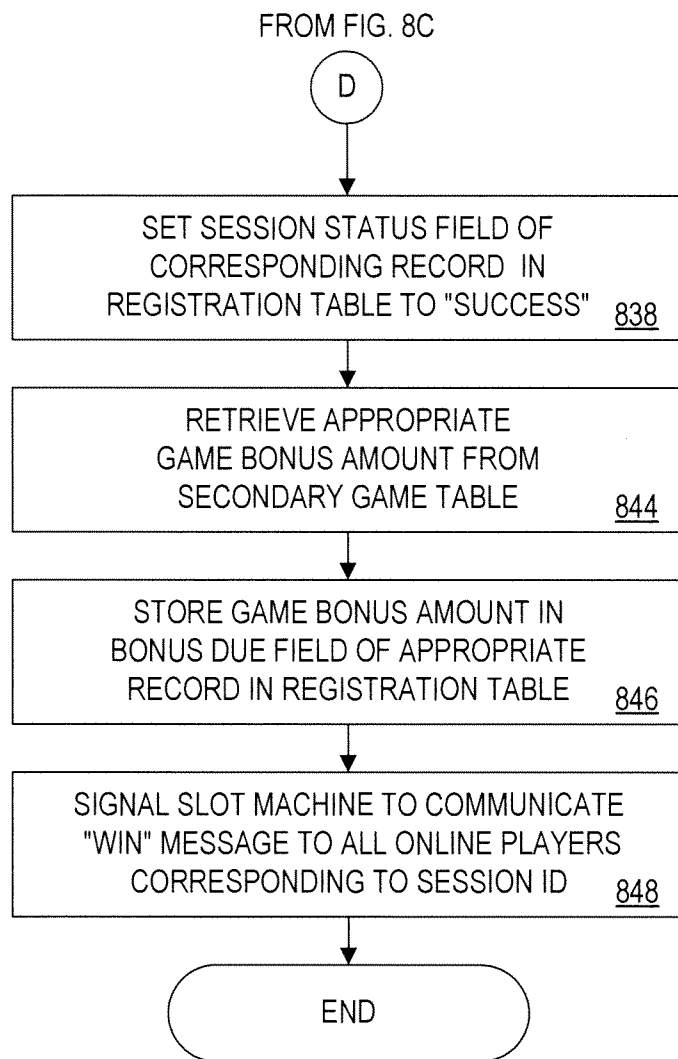 FROM FIG. 8C
D
SET SESSION STATUS FIELD OF
CORRESPONDING RECORD IN
REGISTRATION TABLE TO "SUCCESS"
838
RETRIEVE APPROPRIATE
GAME BONUS AMOUNT FROM
SECONDARY GAME TABLE
844
STORE GAME BONUS AMOUNT IN
BONUS DUE FIELD OF APPROPRIATE
RECORD IN REGISTRATION TABLE
846
SIGNAL SLOT MACHINE TO COMMUNICATE
"WIN" MESSAGE TO ALL ONLINE PLAYERS
CORRESPONDING TO SESSION ID
848
END